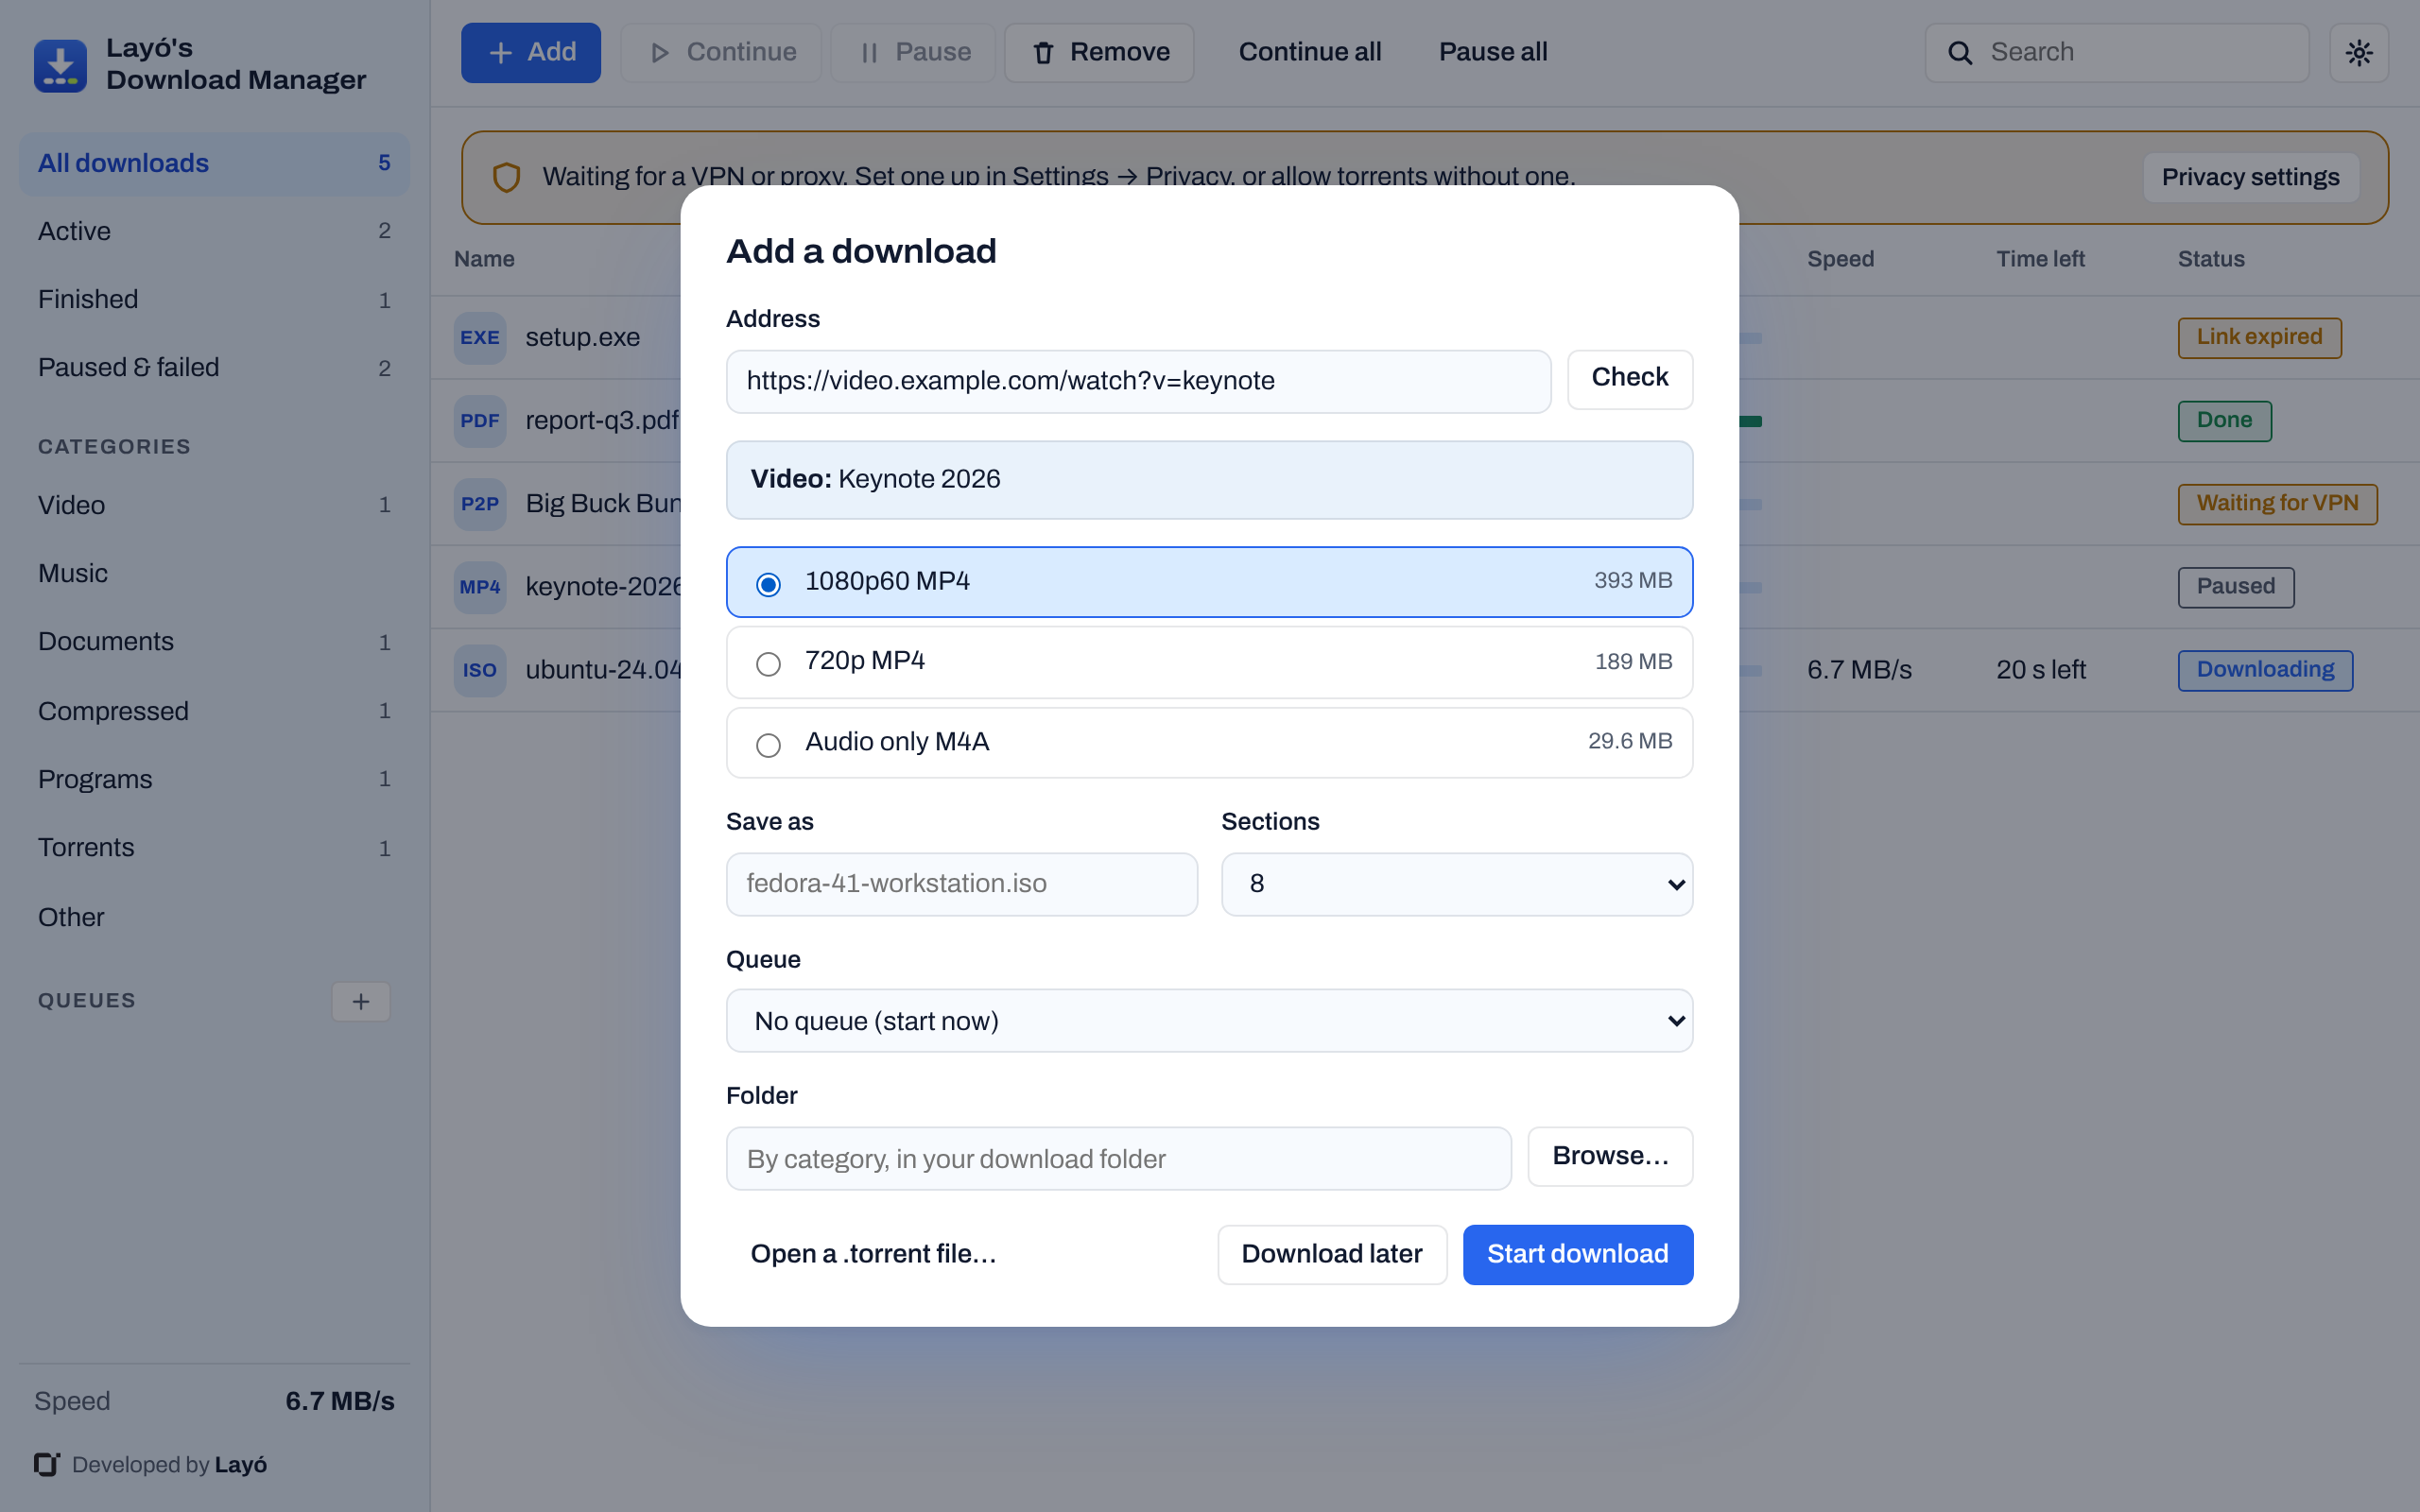 Layó's
Download Manager
All downloads 5
Active 2
Finished 1
Paused & failed 2
CATEGORIES
Video 1
Music
Documents 1
Compressed 1
Programs 1
Torrents 1
Other
QUEUES +
Speed 6.7 MB/s
Developed by Layó
Add Continue Pause Remove Continue all Pause all Search
Waiting for a VPN or proxy. Set one up in Settings → Privacy, or allow torrents without one. Privacy settings
Name Speed Time left Status
EXE setup.exe Link expired
PDF report-q3.pdf Done
P2P Big Buck Bun Waiting for VPN
MP4 keynote-2026 Paused
ISO ubuntu-24.04 6.7 MB/s 20 s left Downloading
Add a download
Address
https://video.example.com/watch?v=keynote Check
Video: Keynote 2026
1080p60 MP4 393 MB
720p MP4 189 MB
Audio only M4A 29.6 MB
Save as Sections
fedora-41-workstation.iso 8
Queue
No queue (start now)
Folder
By category, in your download folder Browse...
Open a .torrent file... Download later Start download